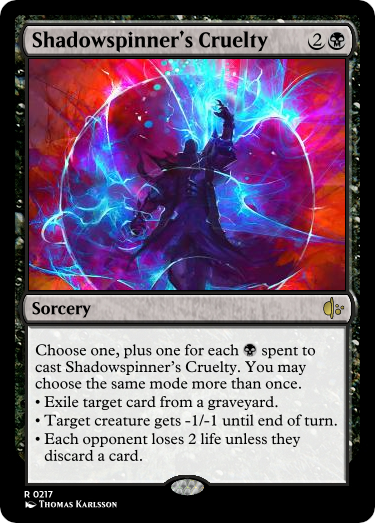 Shadowspinner's Cruelty 2
Sorcery
Choose one, plus one for each spent to
cast Shadowspinner's Cruelty. You may
choose the same mode more than once.
• Exile target card from a graveyard.
• Target creature gets -1/-1 until end of turn.
• Each opponent loses 2 life unless they
discard a card.
R 0217
Thomas Karlsson